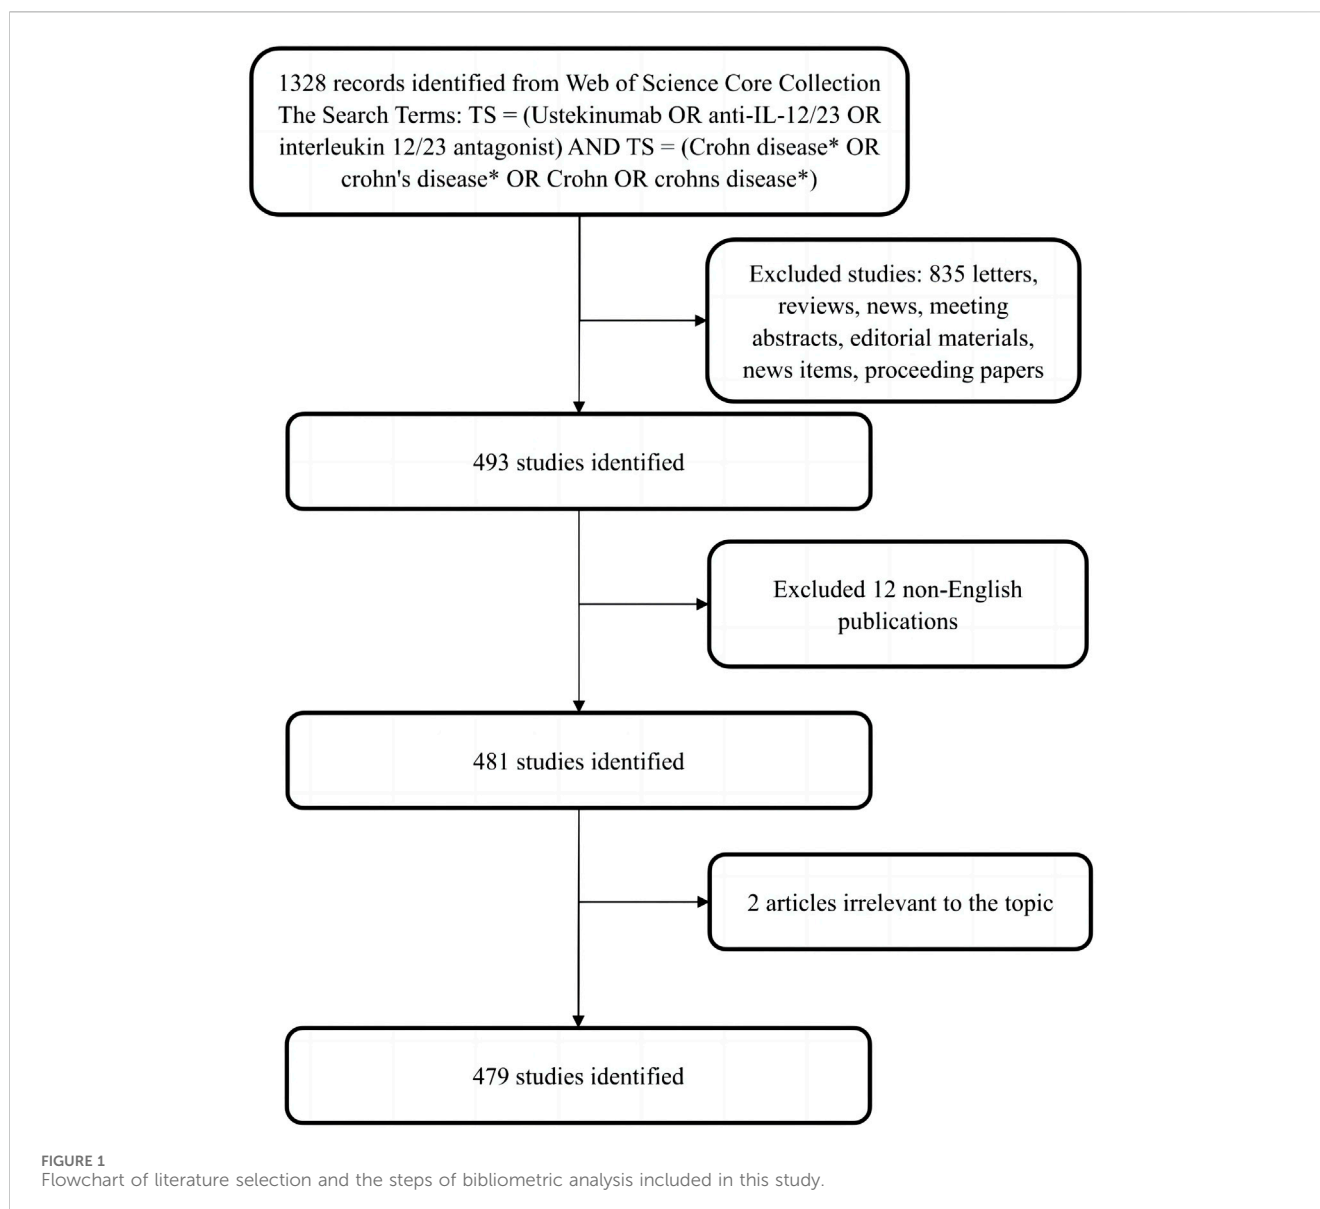 1328 records identified from Web of Science Core Collection
The Search Terms: TS = (Ustekinumab OR anti-IL-12/23 OR
interleukin 12/23 antagonist) AND TS = (Crohn disease* OR
crohn's disease* OR Crohn OR crohns disease*)
Excluded studies: 835 letters,
reviews, news, meeting
abstracts, editorial materials,
news items, proceeding papers
493 studies identified
Excluded 12 non-English
publications
481 studies identified
2 articles irrelevant to the topic
479 studies identified
FIGURE 1
Flowchart of literature selection and the steps of bibliometric analysis included in this study.